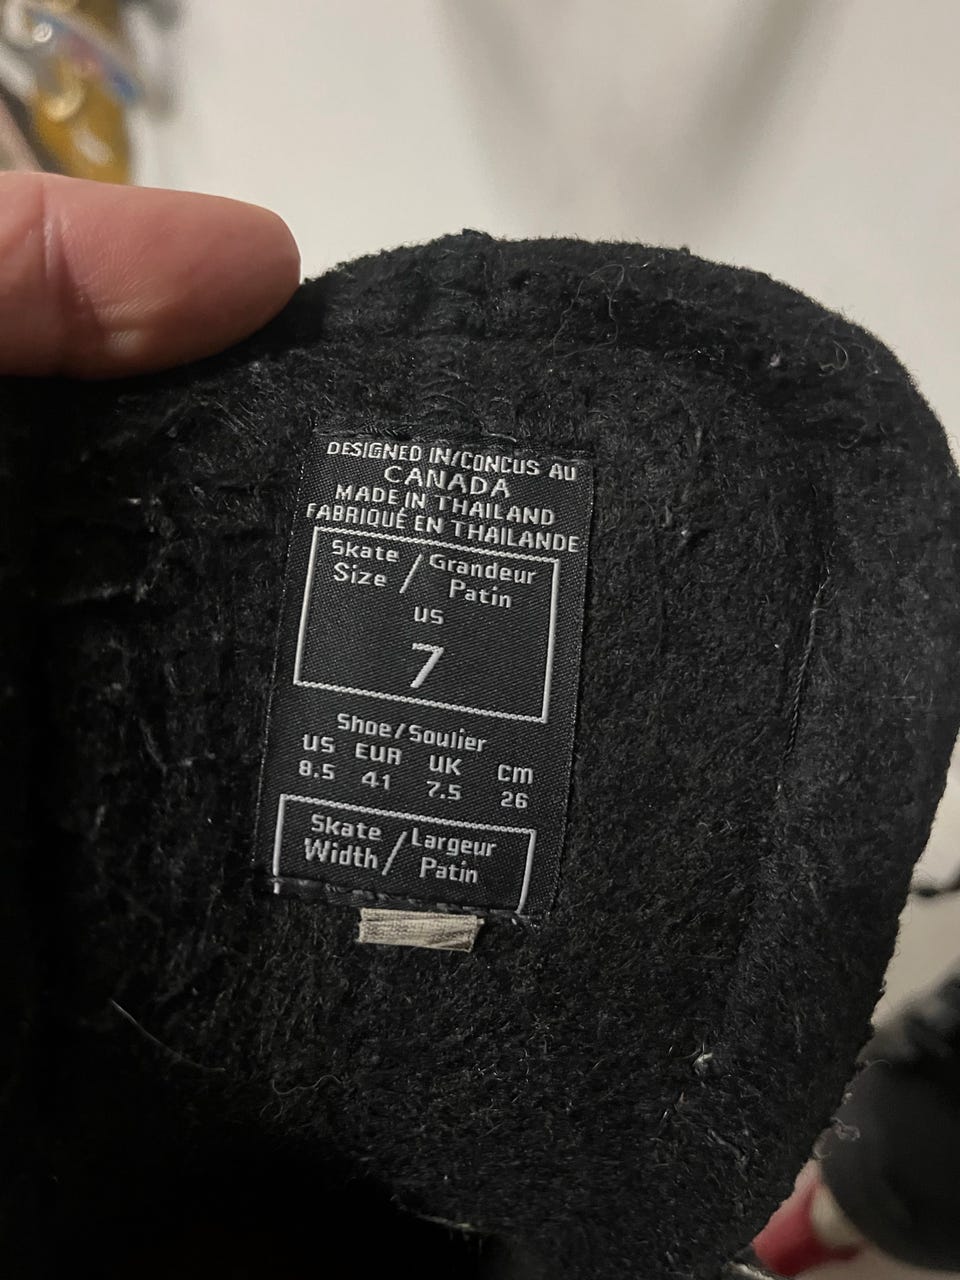 DESIGNED IN/CONCUS AU
CANADA
MADE IN THAILAND
FABRIQUÉ EN THAILANDE
Skate / Grandeur
Size / Patin
US
7
Shoe/Soulier
US EUR UK cm
8.5 41 7.5 26
Skate / Largeur
Width / Patin